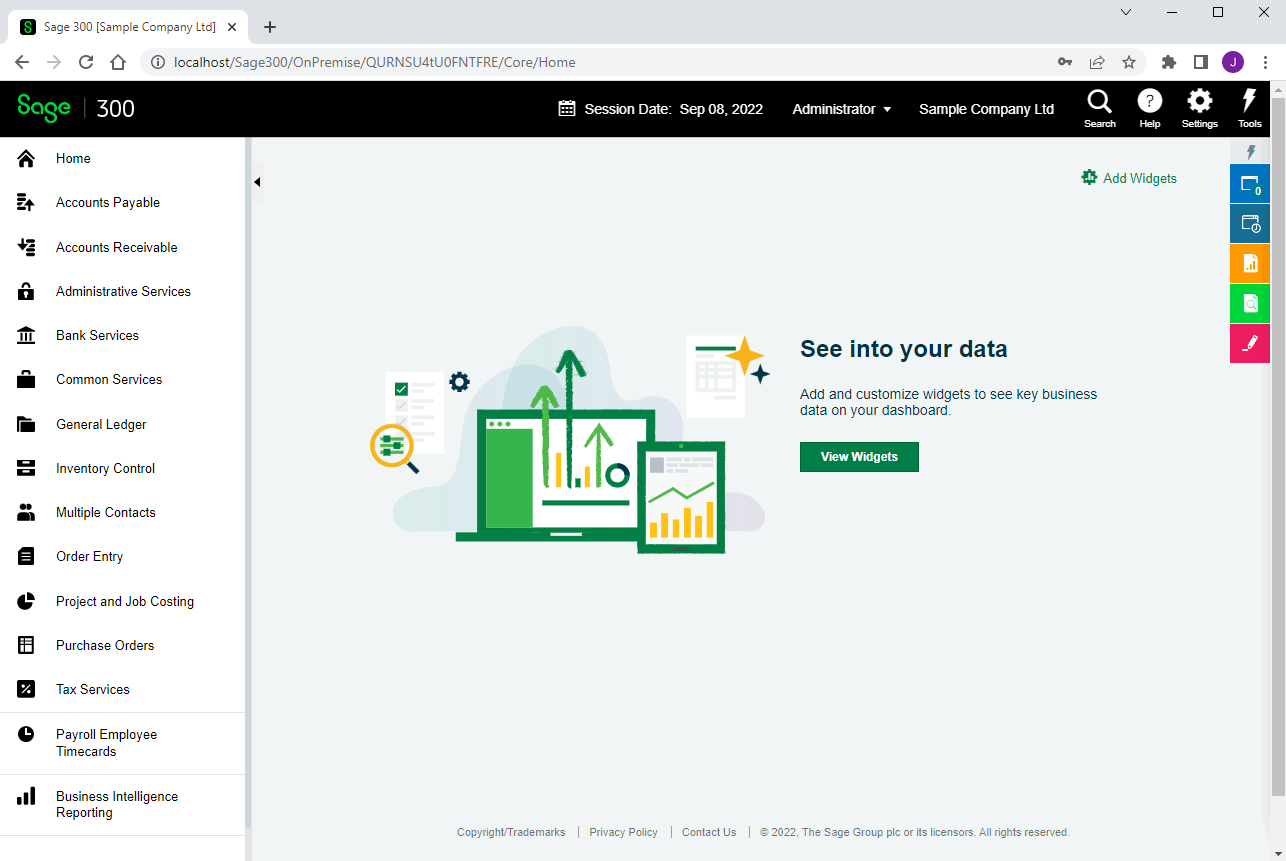 Sage 300 [Sample Company Ltd]
localhost/Sage300/OnPremise/QURNSU4tU0FNTFRE/Core/Home
J
Sage 300
Session Date: Sep 08, 2022
Administrator
Sample Company Ltd
Search
Help
Settings
Tools
Home
Accounts Payable
Accounts Receivable
Administrative Services
Bank Services
Common Services
General Ledger
Inventory Control
Multiple Contacts
Order Entry
Project and Job Costing
Purchase Orders
Tax Services
Payroll Employee
Timecards
Business Intelligence
Reporting
Add Widgets
0
See into your data
Add and customize widgets to see key business
data on your dashboard.
View Widgets
Copyright/Trademarks | Privacy Policy | Contact Us | © 2022, The Sage Group plc or its licensors. All rights reserved.